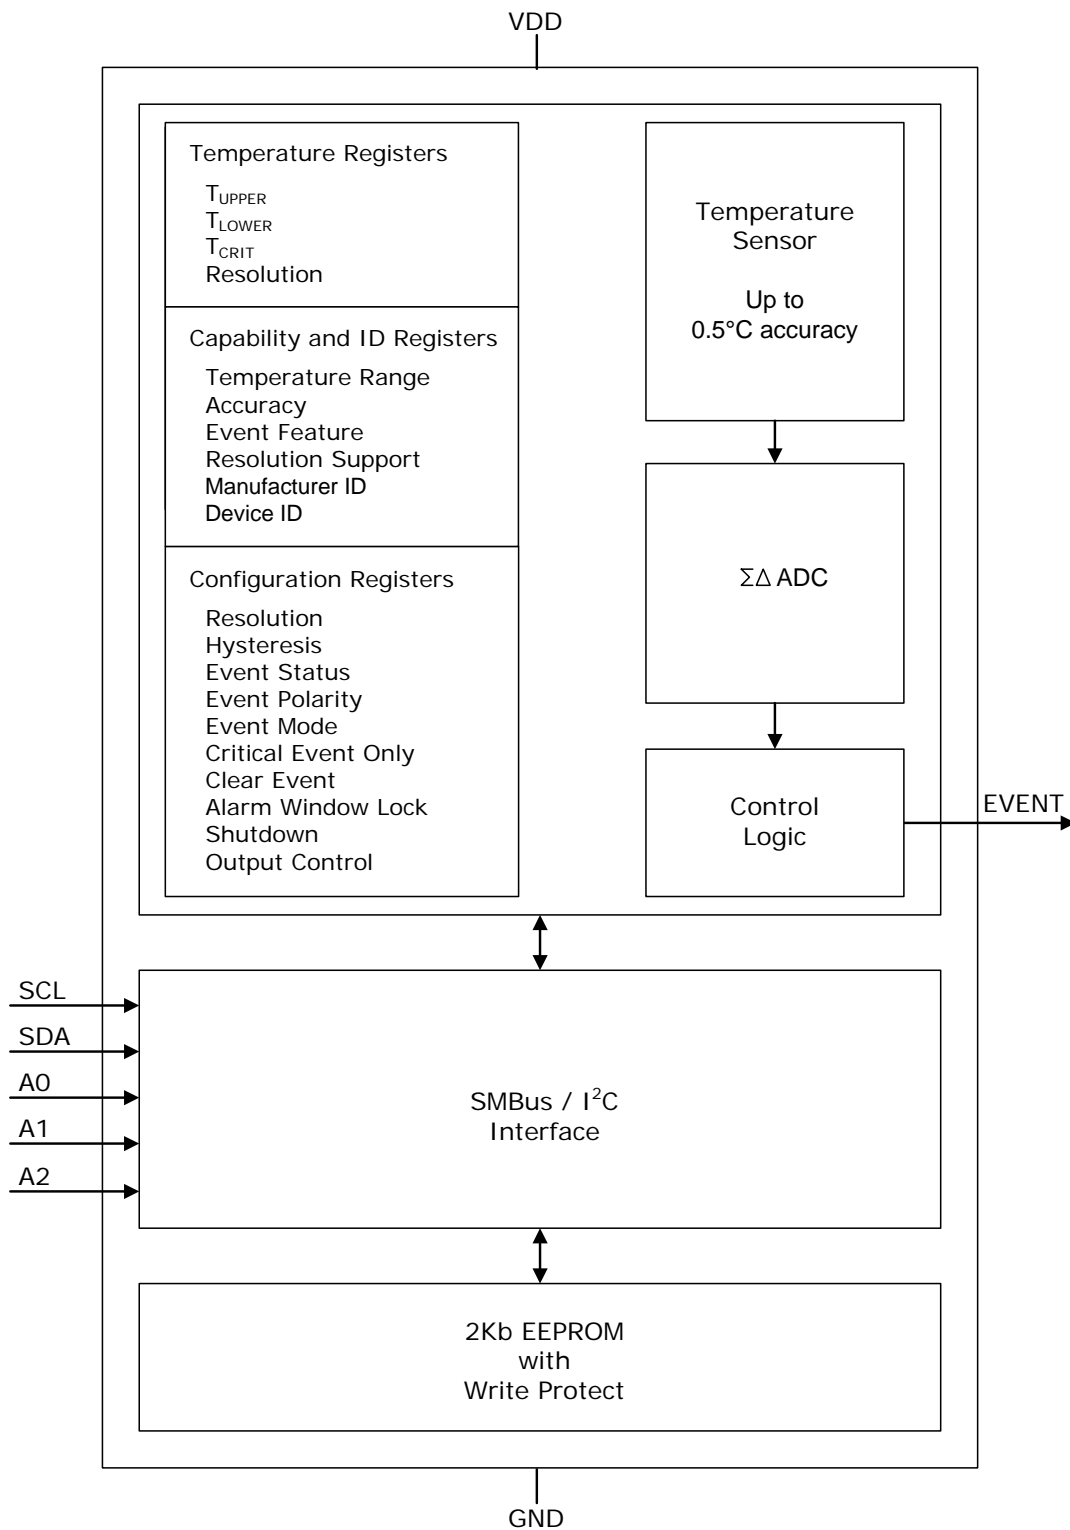 VDD
Temperature Registers
T_UPPER
T_LOWER
T_CRIT
Resolution
Capability and ID Registers
Temperature Range
Accuracy
Event Feature
Resolution Support
Manufacturer ID
Device ID
Configuration Registers
Resolution
Hysteresis
Event Status
Event Polarity
Event Mode
Critical Event Only
Clear Event
Alarm Window Lock
Shutdown
Output Control
Temperature
Sensor
Up to
0.5°C accuracy
ΣΔ ADC
Control
Logic
EVENT
SCL
SDA
A0
A1
A2
SMBus / I²C
Interface
2Kb EEPROM
with
Write Protect
GND